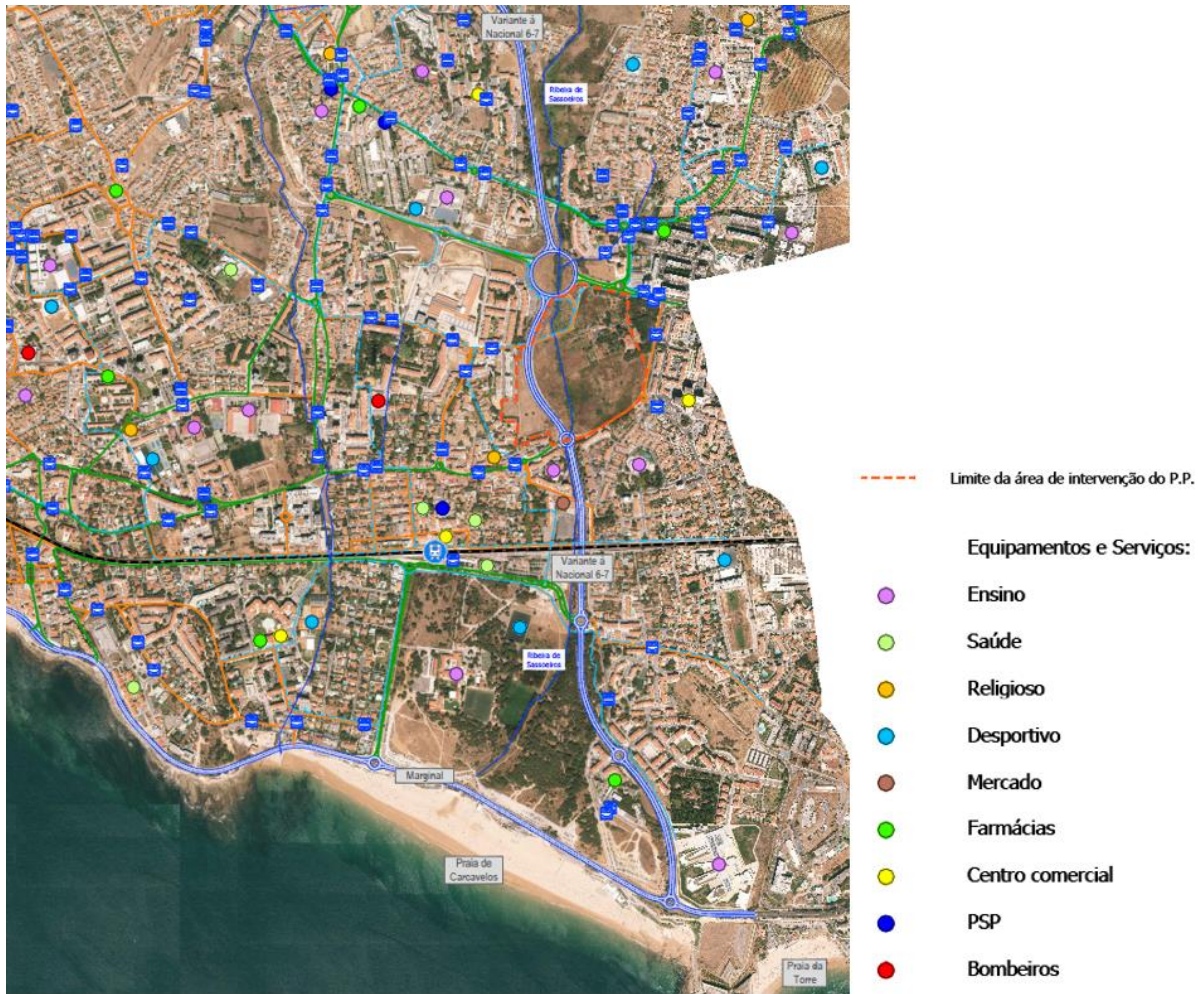 Variante à
Nacional 6-7
Ribeira de
Sassoeiros
Limite da área de intervenção do P.P.
Equipamentos e Serviços:
Variante à
Nacional 6-7
Ensino
Saúde
Ribeira de
Sassoeiros
Religioso
Desportivo
Marginal
Mercado
Farmácias
Praia de
Carcavelos
Centro comercial
PSP
Praia da
Torre
Bombeiros